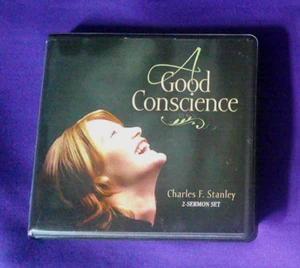 A
Good
Conscience
Charles F. Stanley
2-SERMON SET